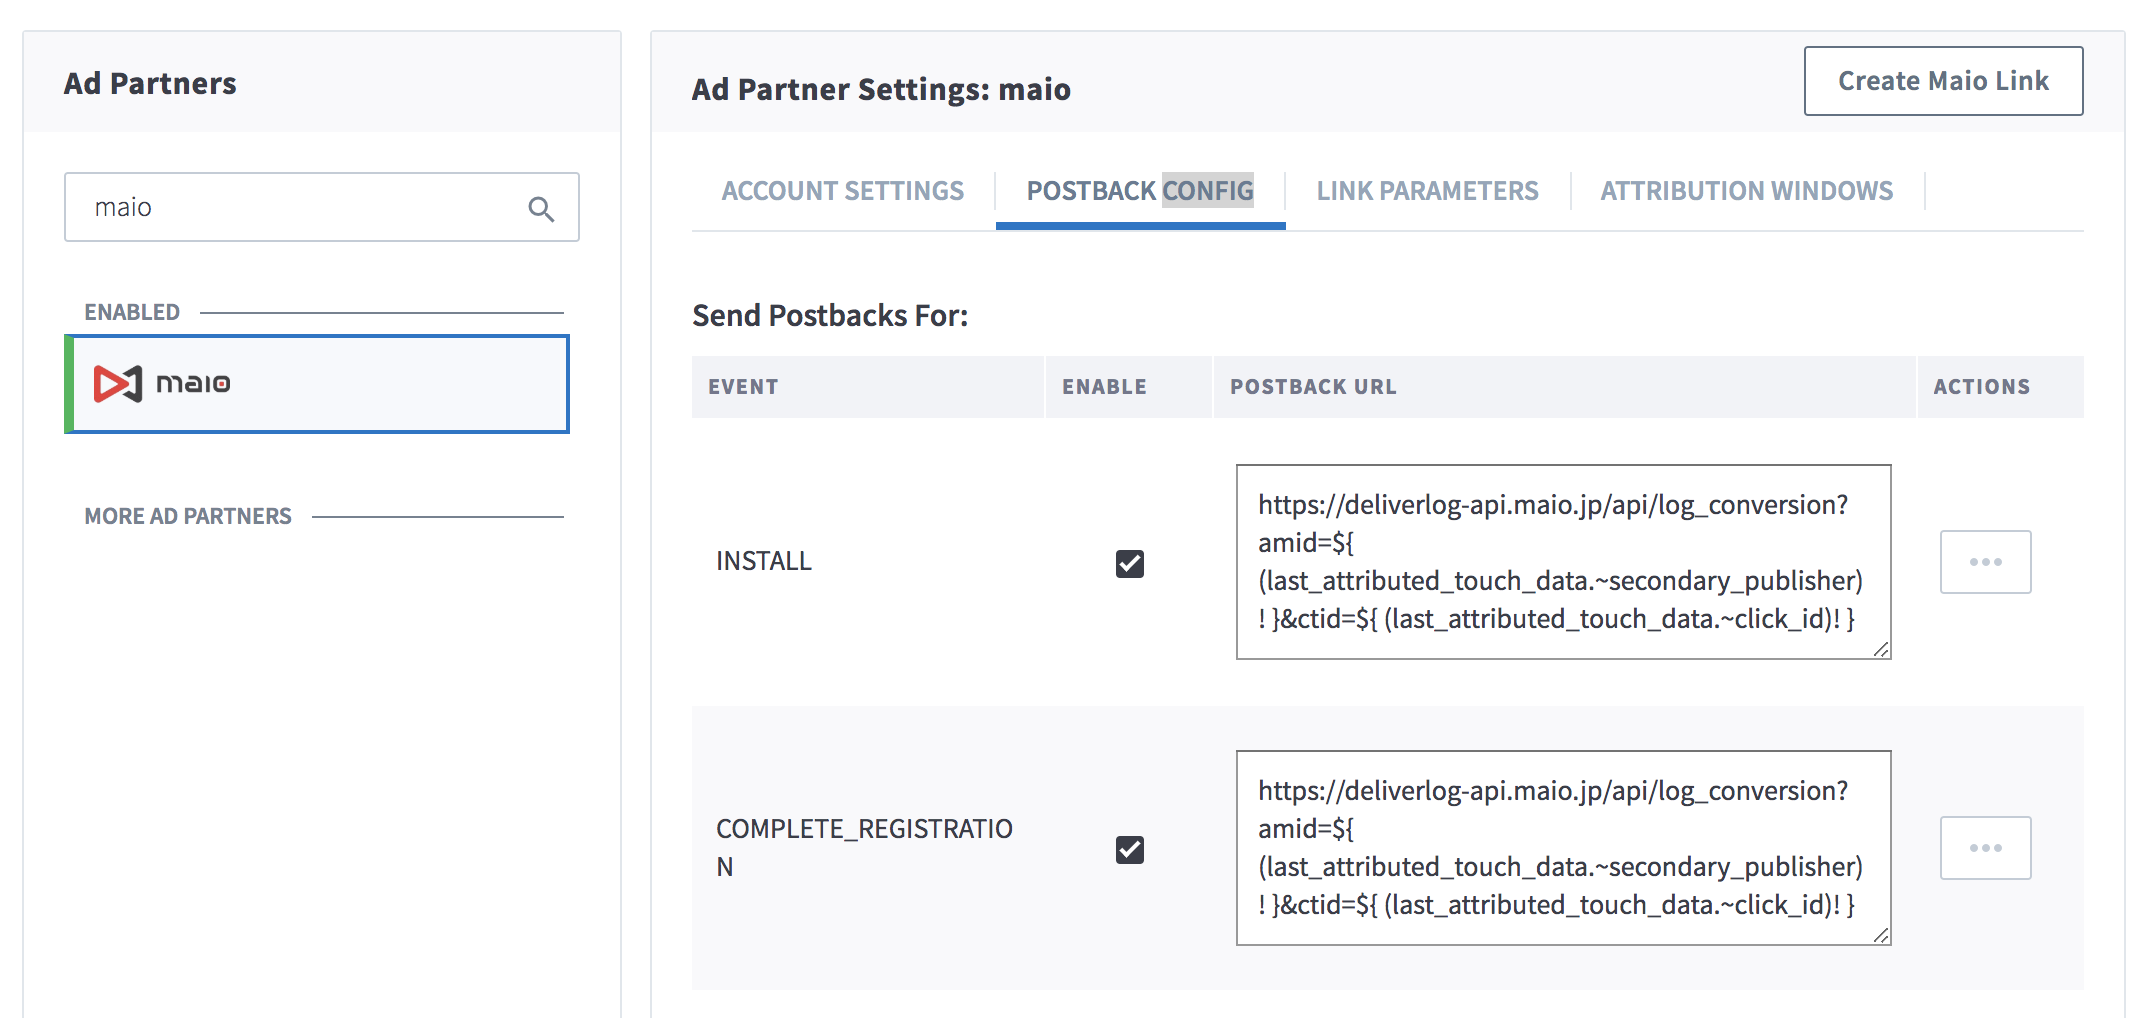 Ad Partners
maio
ENABLED
maio
MORE AD PARTNERS
Ad Partner Settings: maio
Create Maio Link
ACCOUNT SETTINGS
POSTBACK CONFIG
LINK PARAMETERS
ATTRIBUTION WINDOWS
Send Postbacks For:
EVENT
ENABLE
POSTBACK URL
ACTIONS
INSTALL
https://deliverlog-api.maio.jp/api/log_conversion?
amid=${
(last_attributed_touch_data.~secondary_publisher)
! }&ctid=${ (last_attributed_touch_data.~click_id)! }
COMPLETE_REGISTRATIO
N
https://deliverlog-api.maio.jp/api/log_conversion?
amid=${
(last_attributed_touch_data.~secondary_publisher)
! }&ctid=${ (last_attributed_touch_data.~click_id)! }